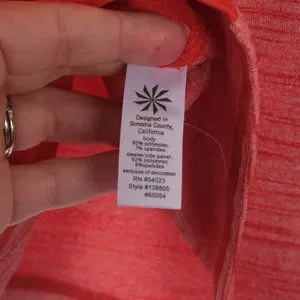 Designed in
Sonoma County,
California
body:
93% polyester,
7% spandex
sleeve/side panel:
92% polyester,
8% spandex
exclusive of decoration
RN #54023
Style #138805
#65054